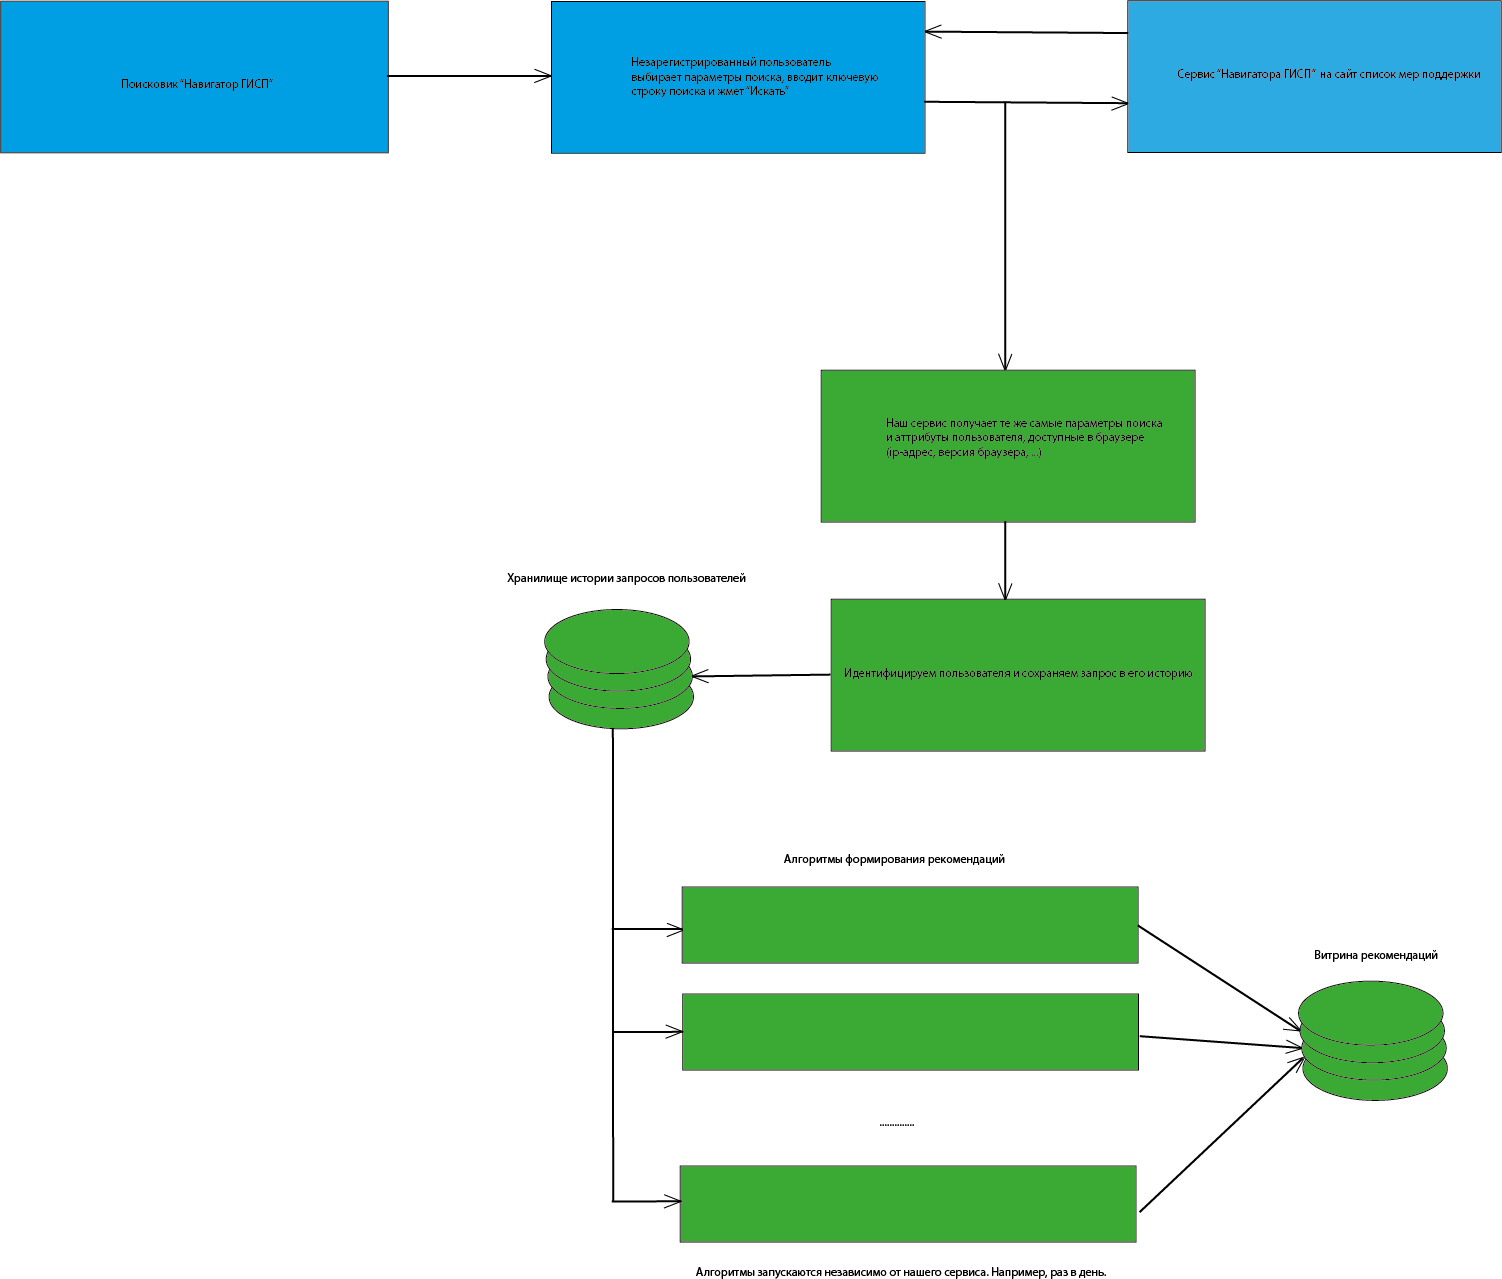 Поисковик “Навигатор ГИСП”
Незарегистрированный пользователь
выбирает параметры поиска, вводит ключевую
строку поиска и жмет “Искать”
Сервис “Навигатора ГИСП” на сайт список мер поддержки
Наш сервис получает те же самые параметры поиска
и аттрибуты пользователя, доступные в браузере
(ip-адрес, версия браузера, ...)
Хранилище истории запросов пользователей
Идентифицируем пользователя и сохраняем запрос в его историю
Алгоритмы формирования рекомендаций
Витрина рекомендаций
..............
Алгоритмы запускаются независимо от нашего сервиса. Например, раз в день.